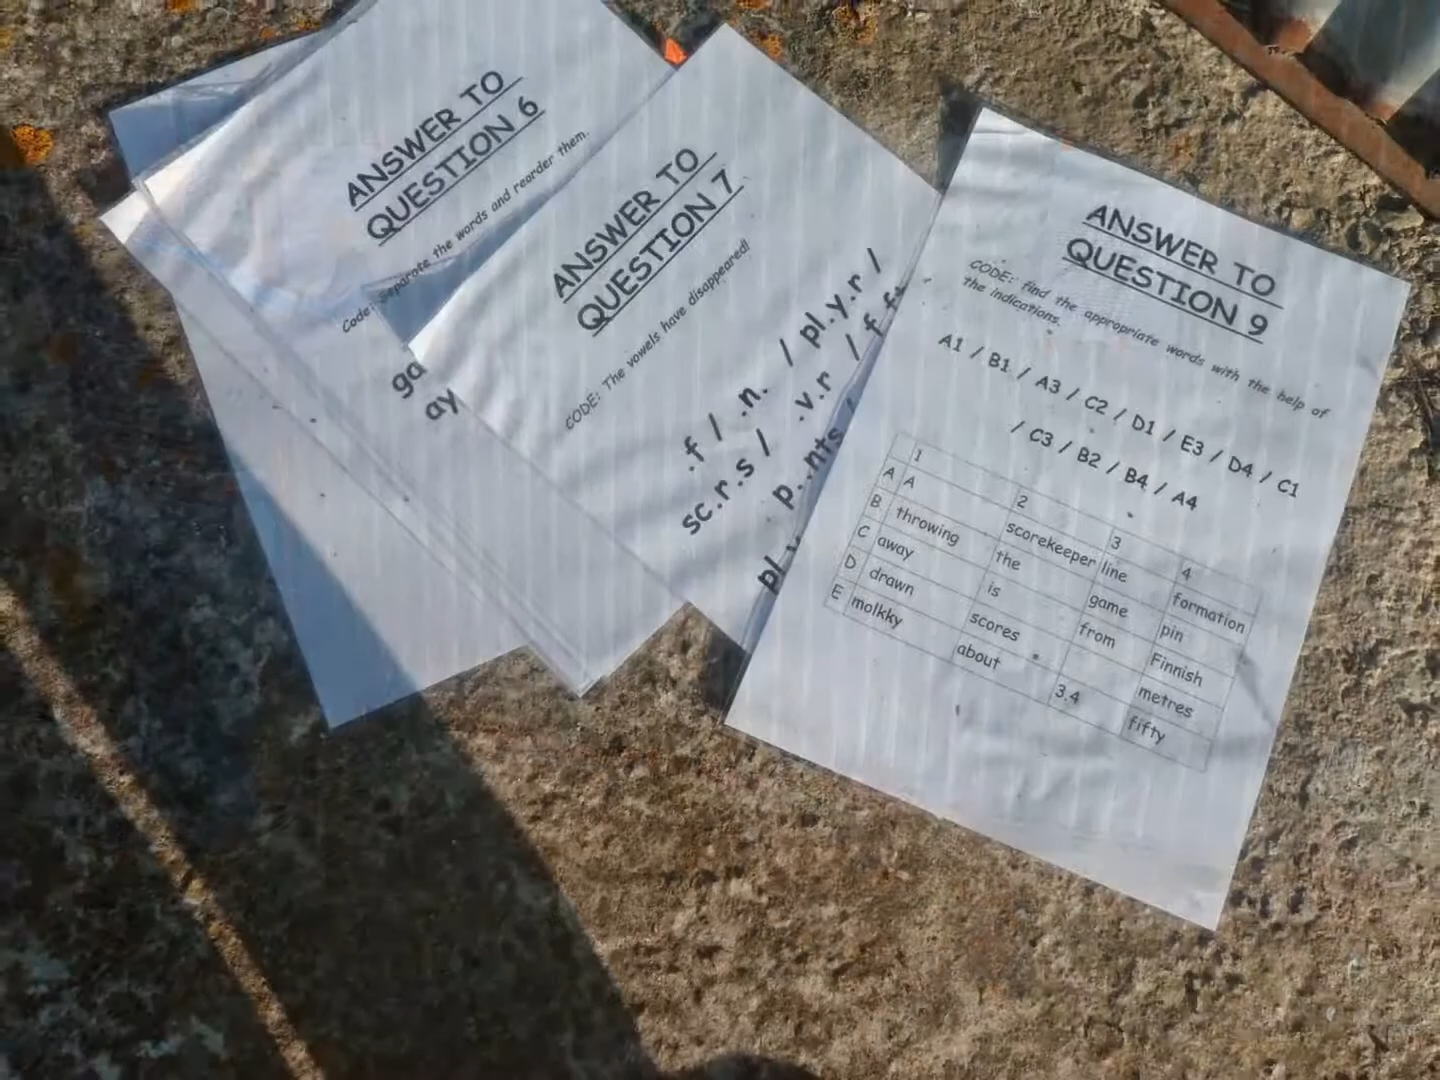 ANSWER TO
QUESTION 6
Code: Separate the words and reorder them.
ga
ay
ANSWER TO
QUESTION 7
CODE: The vowels have disappeared!
.f / .n. / pl.y.r /
sc.r.s / .v.r / f.ft
p..nts /
pl.y
ANSWER TO
QUESTION 9
CODE: find the appropriate words with the help of
the indications.
A1 / B1 / A3 / C2 / D1 / E3 / D4 / C1
/ C3 / B2 / B4 / A4
1 2 3 4
A A scorekeeper line formation
B throwing the game pin
C away is from Finnish
D drawn scores metres
E molkky about 3.4 fifty